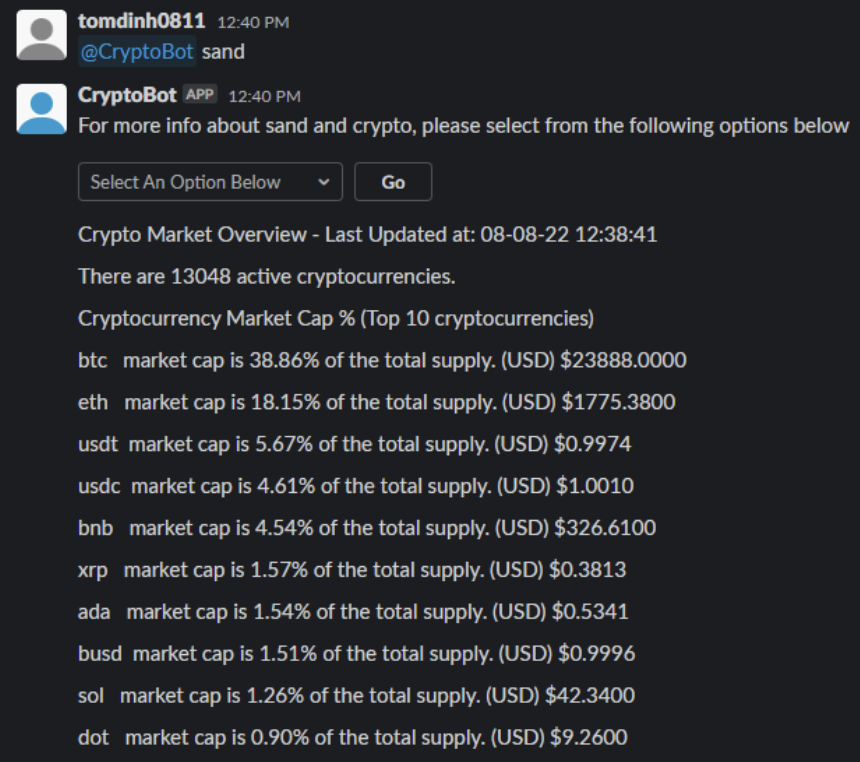 tomdinh0811 12:40 PM
@CryptoBot sand
CryptoBot APP 12:40 PM
For more info about sand and crypto, please select from the following options below
Select An Option Below Go
Crypto Market Overview - Last Updated at: 08-08-22 12:38:41
There are 13048 active cryptocurrencies.
Cryptocurrency Market Cap % (Top 10 cryptocurrencies)
btc market cap is 38.86% of the total supply. (USD) $23888.0000
eth market cap is 18.15% of the total supply. (USD) $1775.3800
usdt market cap is 5.67% of the total supply. (USD) $0.9974
usdc market cap is 4.61% of the total supply. (USD) $1.0010
bnb market cap is 4.54% of the total supply. (USD) $326.6100
xrp market cap is 1.57% of the total supply. (USD) $0.3813
ada market cap is 1.54% of the total supply. (USD) $0.5341
busd market cap is 1.51% of the total supply. (USD) $0.9996
sol market cap is 1.26% of the total supply. (USD) $42.3400
dot market cap is 0.90% of the total supply. (USD) $9.2600